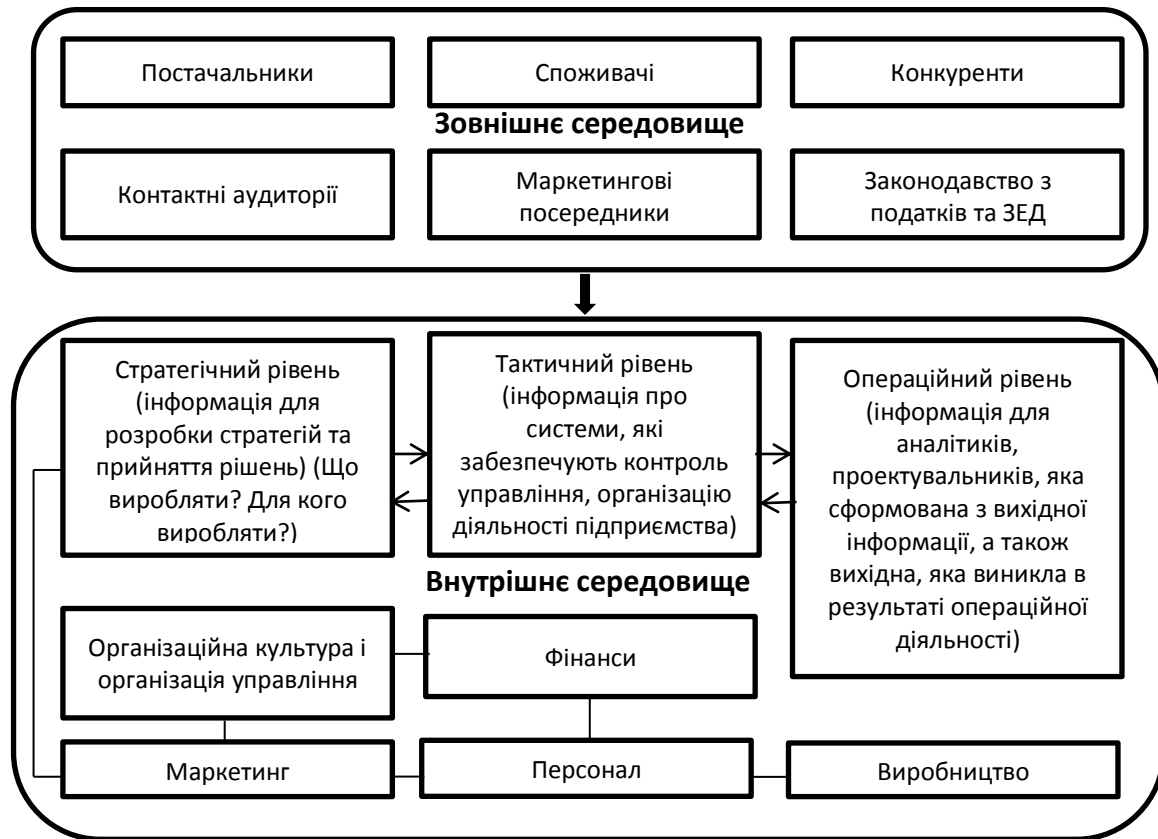 Постачальники
Споживачі
Конкуренти
Зовнішнє середовище
Контактні аудиторії
Маркетингові
посередники
Законодавство з
податків та ЗЕД
Стратегічний рівень
(інформація для
розробки стратегій та
прийняття рішень) (Що
виробляти? Для кого
виробляти?)
Тактичний рівень
(інформація про
системи, які
забезпечують контроль
управління, організацію
діяльності підприємства)
Операційний рівень
(інформація для
аналітиків,
проектувальників, яка
сформована з вихідної
інформації, а також
вихідна, яка виникла в
результаті операційної
діяльності)
Внутрішнє середовище
Організаційна культура і
організація управління
Фінанси
Маркетинг
Персонал
Виробництво